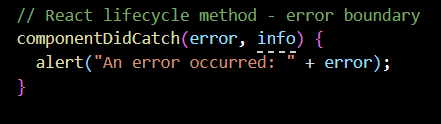 // React lifecycle method - error boundary
componentDidCatch(error, info) {
  alert("An error occurred: " + error);
}